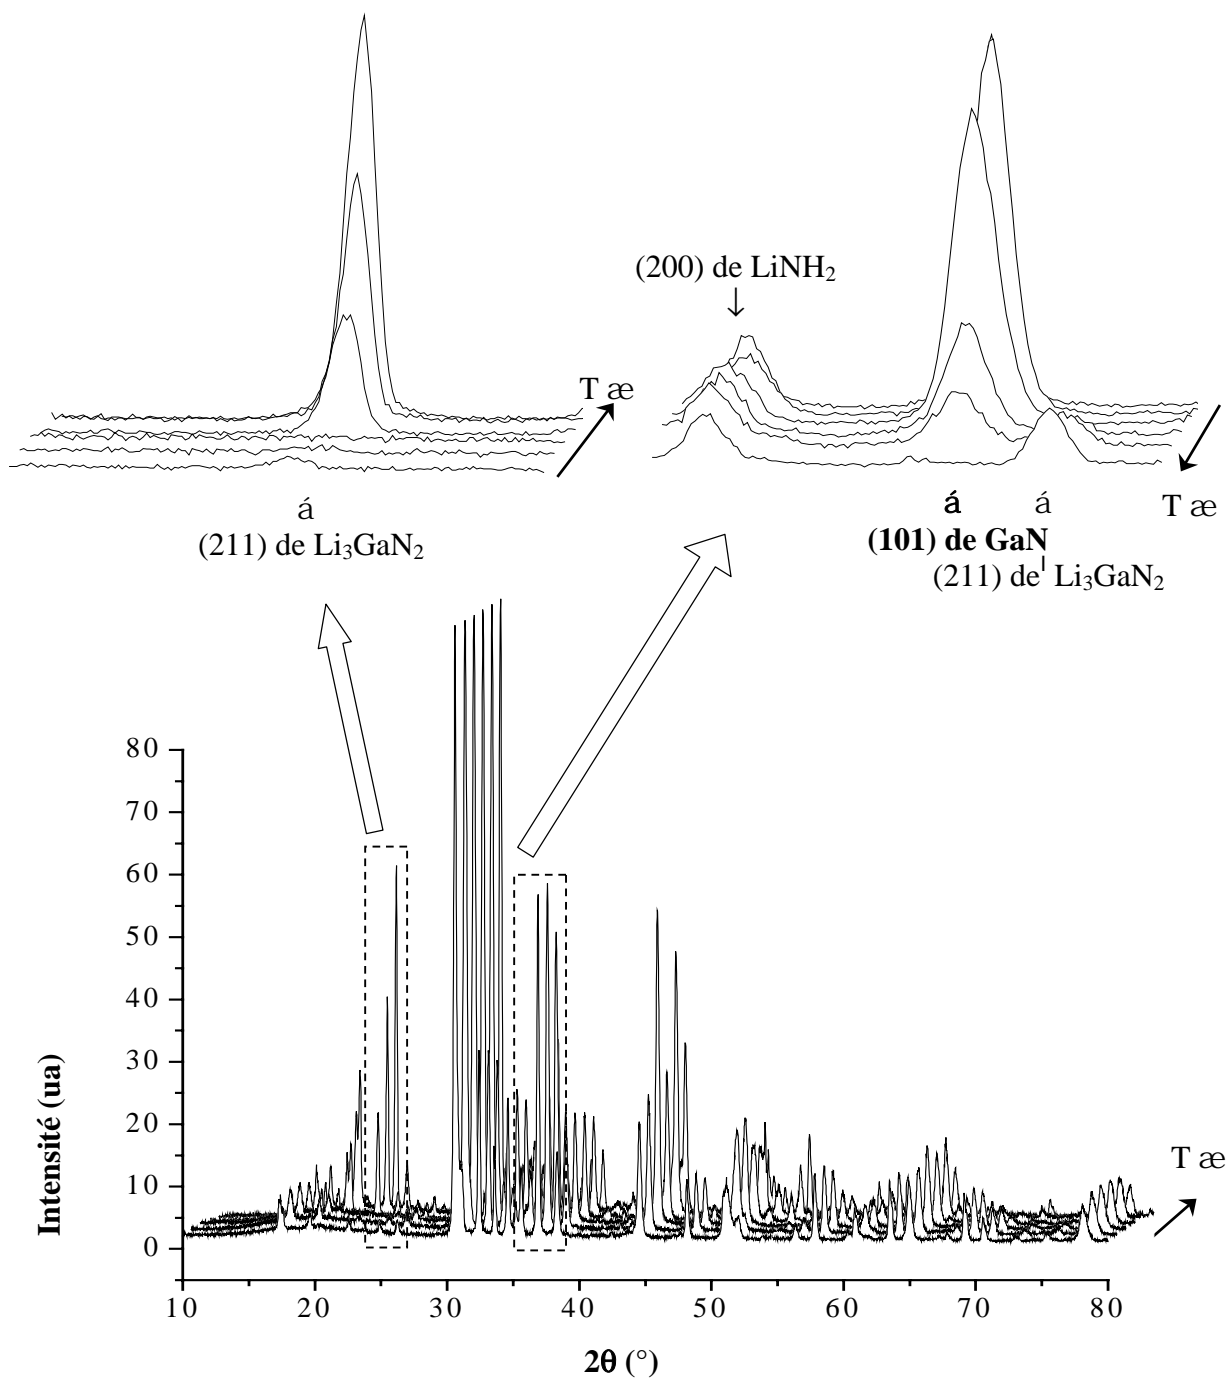 (200) de LiNH₂
↓
T æ
á
(211) de Li₃GaN₂
á á
T æ
(101) de GaN
(211) de Li₃GaN₂
80
70
60
50
40
30
20
10
0
Intensité (ua)
T æ
10 20 30 40 50 60 70 80
2θ (°)